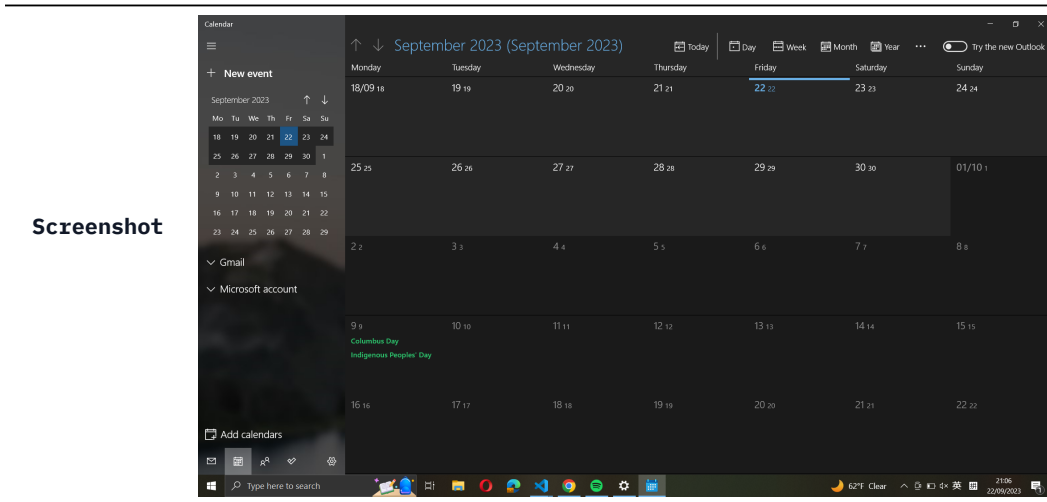 Screenshot
Calendar
September 2023 (September 2023)
Today
Day
Week
Month
Year
Try the new Outlook
+ New event
September 2023
Mo Tu We Th Fr Sa Su
18 19 20 21 22 23 24
25 26 27 28 29 30 1
2 3 4 5 6 7 8
9 10 11 12 13 14 15
16 17 18 19 20 21 22
23 24 25 26 27 28 29
Gmail
Microsoft account
Add calendars
Monday Tuesday Wednesday Thursday Friday Saturday Sunday
18/09 18 19 19 20 20 21 21 22 22 23 23 24 24
25 25 26 26 27 27 28 28 29 29 30 30 01/10 1
2 2 3 3 4 4 5 5 6 6 7 7 8 8
9 9 10 10 11 11 12 12 13 13 14 14 15 15
Columbus Day
Indigenous Peoples' Day
16 16 17 17 18 18 19 19 20 20 21 21 22 22
Type here to search
62°F Clear
英
21:06
22/09/2023